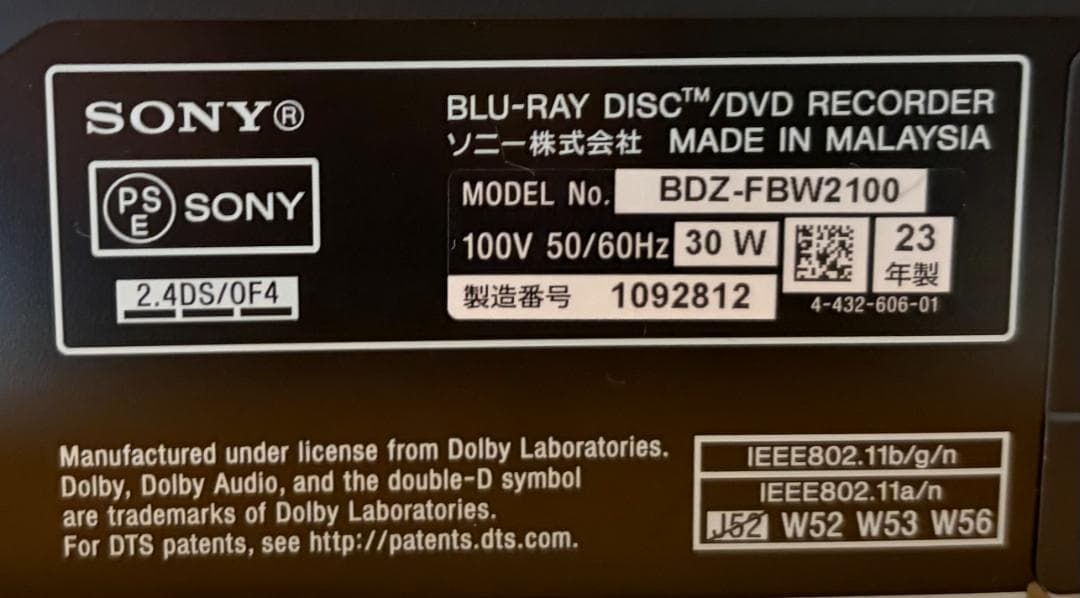 SONY®
PSE SONY
2.4DS/OF4
BLU-RAY DISC™/DVD RECORDER
ソニー株式会社 MADE IN MALAYSIA
MODEL No. BDZ-FBW2100
100V 50/60Hz 30 W
23
年製
製造番号 1092812
4-432-606-01
Manufactured under license from Dolby Laboratories.
Dolby, Dolby Audio, and the double-D symbol
are trademarks of Dolby Laboratories.
For DTS patents, see http://patents.dts.com.
IEEE802.11b/g/n
IEEE802.11a/n
J52 W52 W53 W56